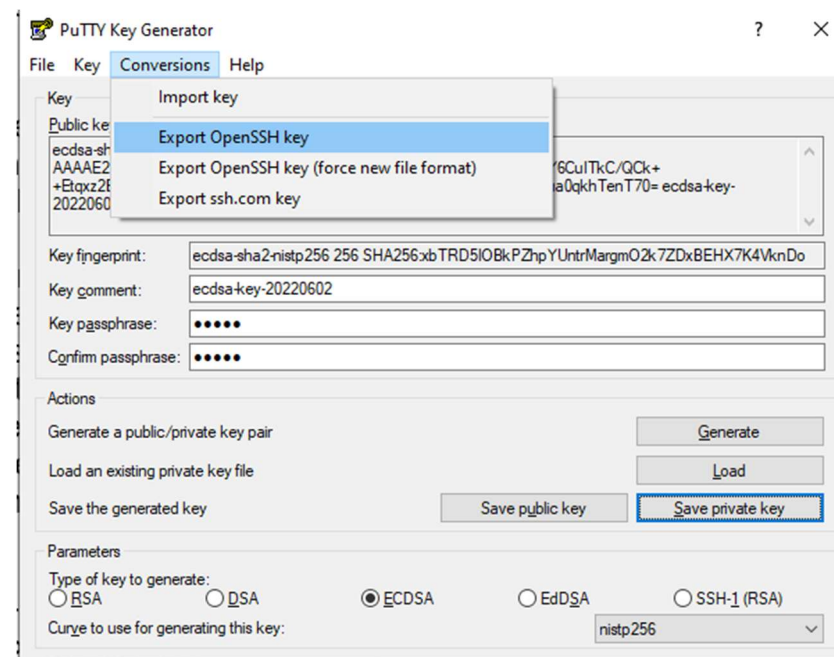 PuTTY Key Generator
?
File Key Conversions Help
Import key
Export OpenSSH key
Export OpenSSH key (force new file format)
Export ssh.com key
Key
Public ke
ecdsa-sh
AAAAE2
+Etqxz2E
2022060
a0qkhTenT70= ecdsa-key-
Key fingerprint: ecdsa-sha2-nistp256 256 SHA256:xbTRD5IOBkPZhpYUntrMargmO2k7ZDxBEHX7K4VknDo
Key comment: ecdsa-key-20220602
Key passphrase: •••••
Confirm passphrase: •••••
Actions
Generate a public/private key pair Generate
Load an existing private key file Load
Save the generated key Save public key Save private key
Parameters
Type of key to generate:
RSA DSA ECDSA EdDSA SSH-1 (RSA)
Curve to use for generating this key: nistp256